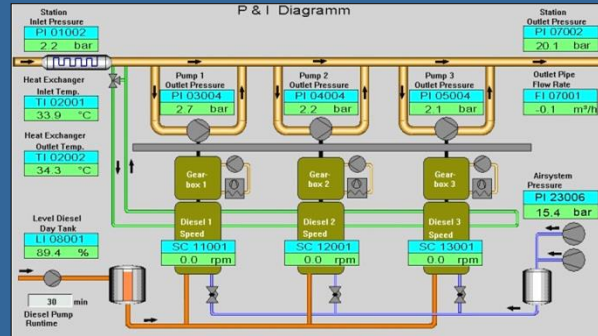 P & I Diagramm
Station
Inlet Pressure
PI 01002
2.2 bar
Station
Outlet Pressure
PI 07002
20.1 bar
Heat Exchanger
Inlet Temp.
TI 02001
33.9 °C
Pump 1
Outlet Pressure
PI 03004
2.7 bar
Pump 2
Outlet Pressure
PI 04004
2.2 bar
Pump 3
Outlet Pressure
PI 05004
2.1 bar
Outlet Pipe
Flow Rate
FI 07001
-0.1 m³/h
Heat Exchanger
Outlet Temp.
TI 02002
34.3 °C
Gear-
box 1
Gear-
box 2
Gear-
box 3
Airsystem
Pressure
PI 23006
15.4 bar
Level Diesel
Day Tank
LI 08001
89.4 %
Diesel 1
Speed
SC 11001
0.0 rpm
Diesel 2
Speed
SC 12001
0.0 rpm
Diesel 3
Speed
SC 13001
0.0 rpm
30 min
Diesel Pump
Runtime